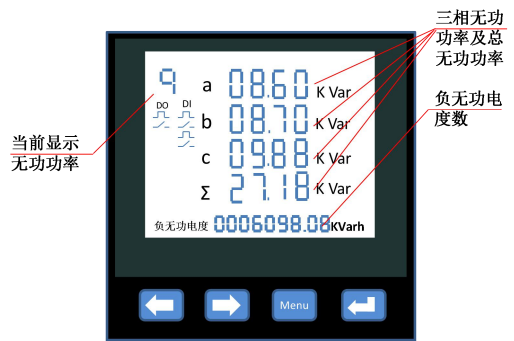 三相无功
功率及总
无功功率
负无功电
度数
当前显示
无功功率
q
DO DI
a 08.60 K Var
b 08.70 K Var
c 09.88 K Var
Σ 27.18 K Var
负无功电度 0006098.08 KVarh
Menu